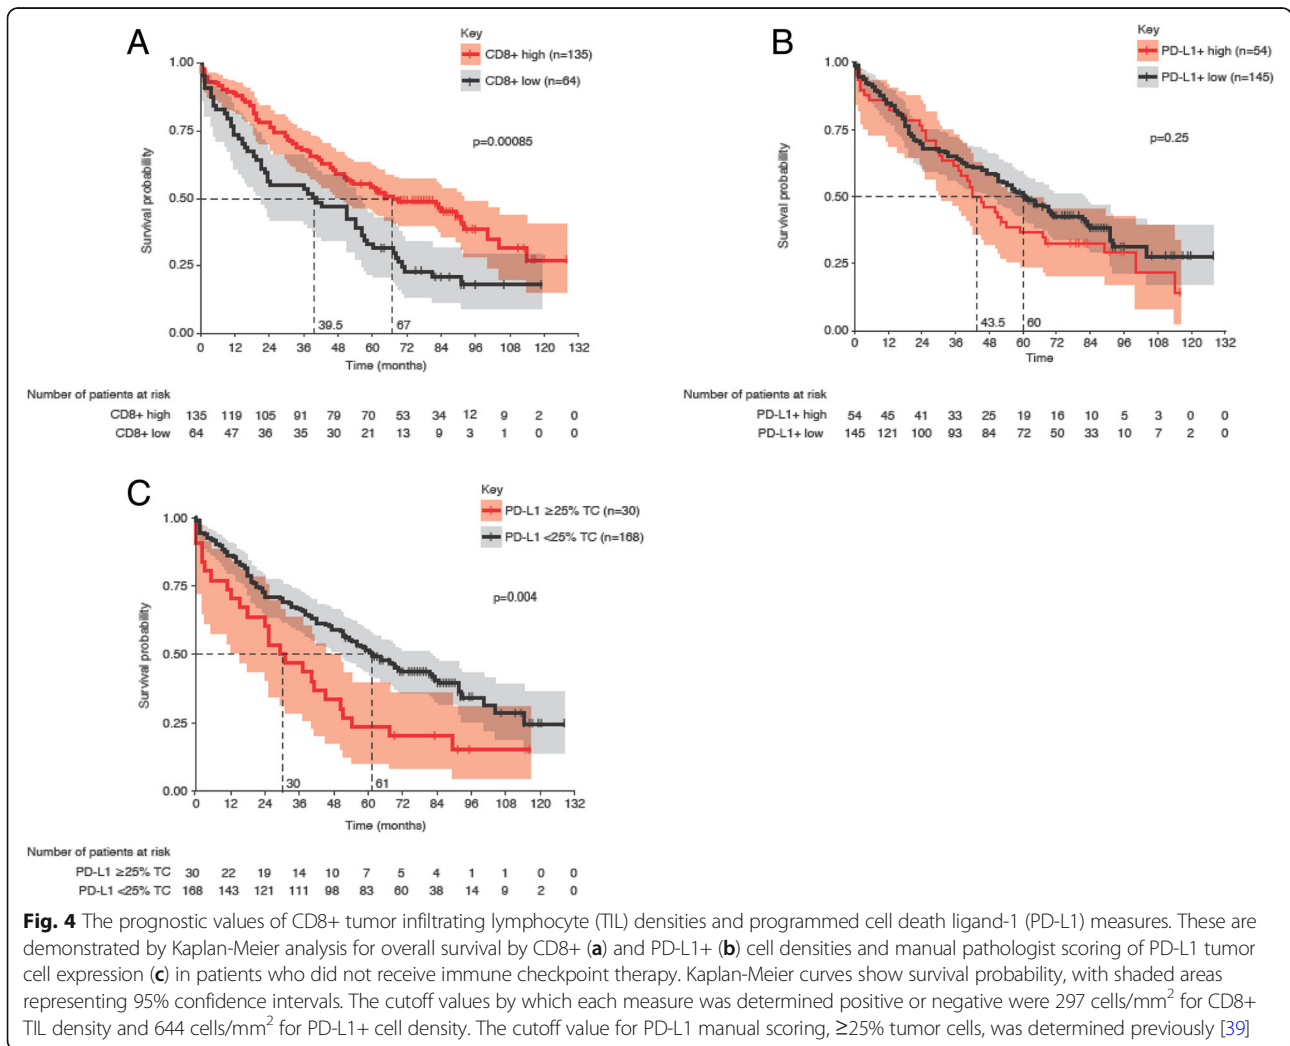 A
Key
CD8+ high (n=135)
CD8+ low (n=64)
p=0.00085
Survival probability
1.00
0.75
0.50
0.25
0.00
39.5
67
0 12 24 36 48 60 72 84 96 108 120 132
Time (months)
Number of patients at risk
CD8+ high 135 119 105 91 79 70 53 34 12 9 2 0
CD8+ low 64 47 36 35 30 21 13 9 3 1 0 0
B
Key
PD-L1+ high (n=54)
PD-L1+ low (n=145)
p=0.25
Survival probability
1.00
0.75
0.50
0.25
0.00
43.5
60
0 12 24 36 48 60 72 84 96 108 120 132
Time
Number of patients at risk
PD-L1+ high 54 45 41 33 25 19 16 10 5 3 0 0
PD-L1+ low 145 121 100 93 84 72 50 33 10 7 2 0
C
Key
PD-L1 ≥25% TC (n=30)
PD-L1 <25% TC (n=168)
p=0.004
Survival probability
1.00
0.75
0.50
0.25
0.00
30
61
0 12 24 36 48 60 72 84 96 108 120 132
Time (months)
Number of patients at risk
PD-L1 ≥25% TC 30 22 19 14 10 7 5 4 1 1 0 0
PD-L1 <25% TC 168 143 121 111 98 83 60 38 14 9 2 0
Fig. 4 The prognostic values of CD8+ tumor infiltrating lymphocyte (TIL) densities and programmed cell death ligand-1 (PD-L1) measures. These are
demonstrated by Kaplan-Meier analysis for overall survival by CD8+ (a) and PD-L1+ (b) cell densities and manual pathologist scoring of PD-L1 tumor
cell expression (c) in patients who did not receive immune checkpoint therapy. Kaplan-Meier curves show survival probability, with shaded areas
representing 95% confidence intervals. The cutoff values by which each measure was determined positive or negative were 297 cells/mm² for CD8+
TIL density and 644 cells/mm² for PD-L1+ cell density. The cutoff value for PD-L1 manual scoring, ≥25% tumor cells, was determined previously [39]